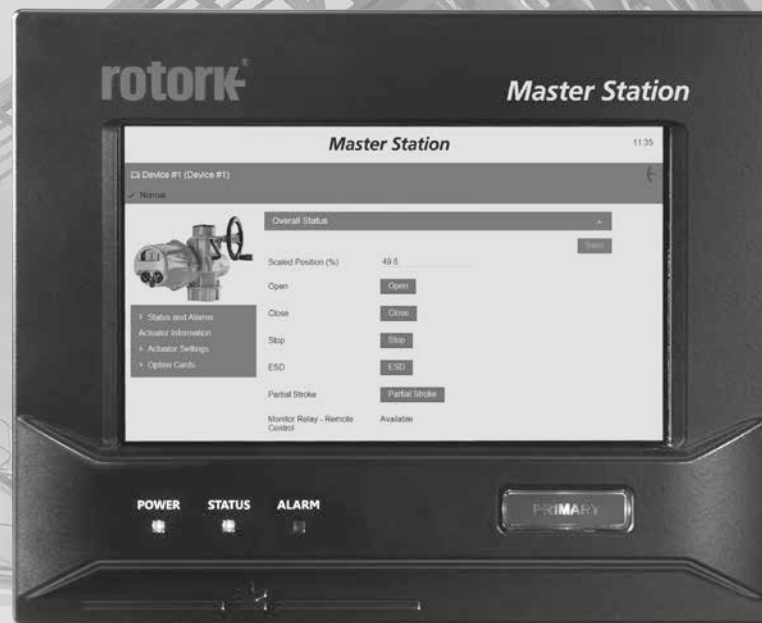 rotork®
Master Station
Master Station 11:35
Device #1 (Device #1)
Normal
Overall Status
Save
Scaled Position (%) 49.8
Open Open
Close Close
Stop Stop
ESD ESD
Partial Stroke Partial Stroke
Monitor Relay - Remote Control Available
Status and Alarms
Actuator Information
Actuator Settings
Option Cards
POWER STATUS ALARM
PRIMARY